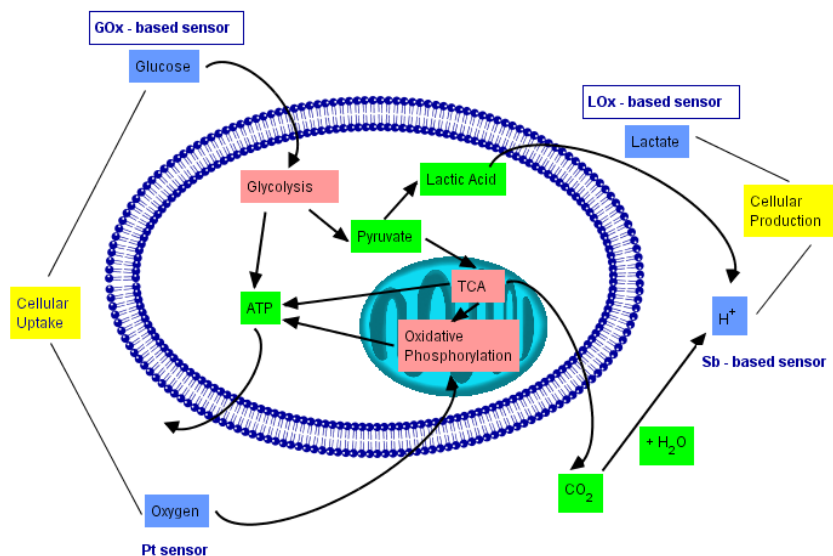 GOx - based sensor
Glucose
LOx - based sensor
Lactate
Glycolysis
Lactic Acid
Cellular
Production
Pyruvate
TCA
Cellular
Uptake
ATP
H⁺
Oxidative
Phosphorylation
Sb - based sensor
+ H₂O
CO₂
Oxygen
Pt sensor